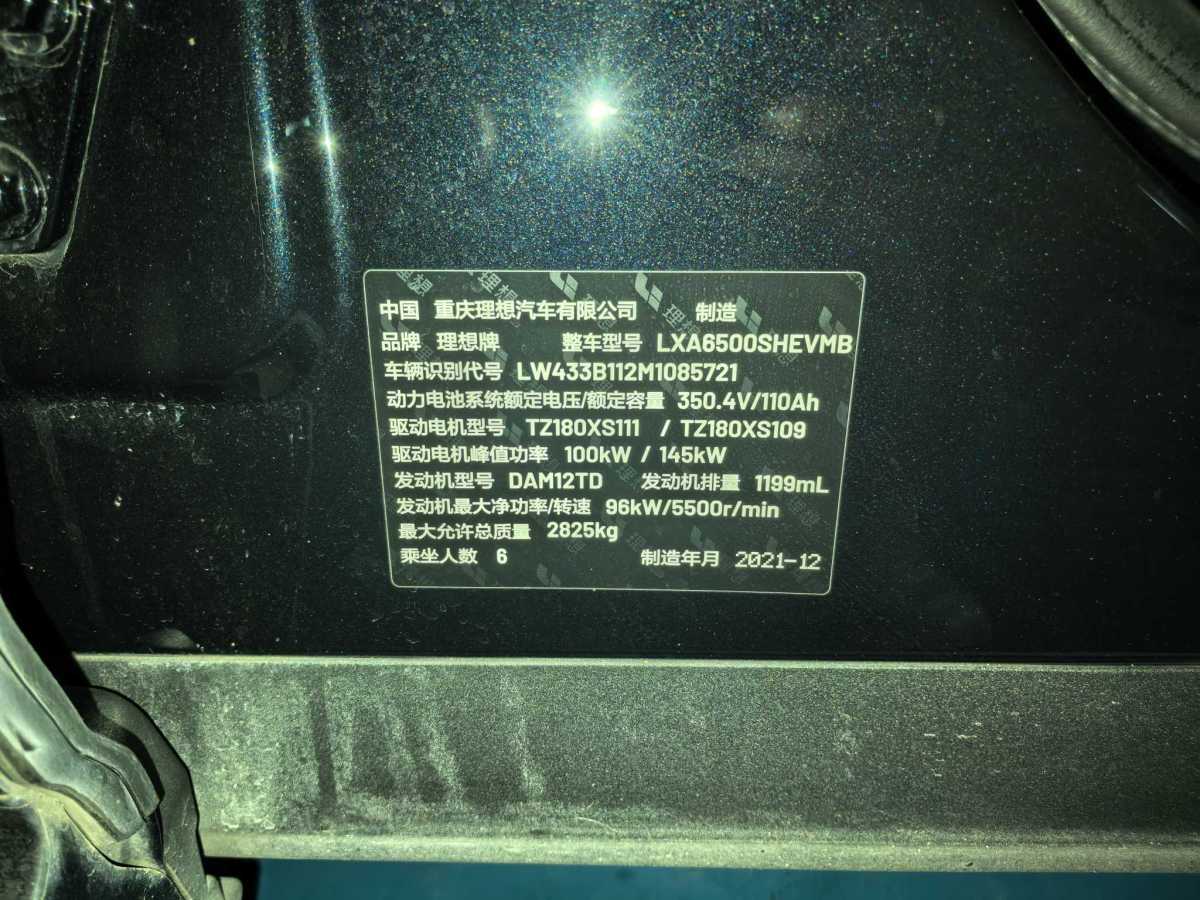 中国 重庆理想汽车有限公司 制造
品牌 理想牌 整车型号 LXA6500SHEVMB
车辆识别代号 LW433B112M1085721
动力电池系统额定电压/额定容量 350.4V/110Ah
驱动电机型号 TZ180XS111 / TZ180XS109
驱动电机峰值功率 100kW / 145kW
发动机型号 DAM12TD 发动机排量 1199mL
发动机最大净功率/转速 96kW/5500r/min
最大允许总质量 2825kg
乘坐人数 6 制造年月 2021-12